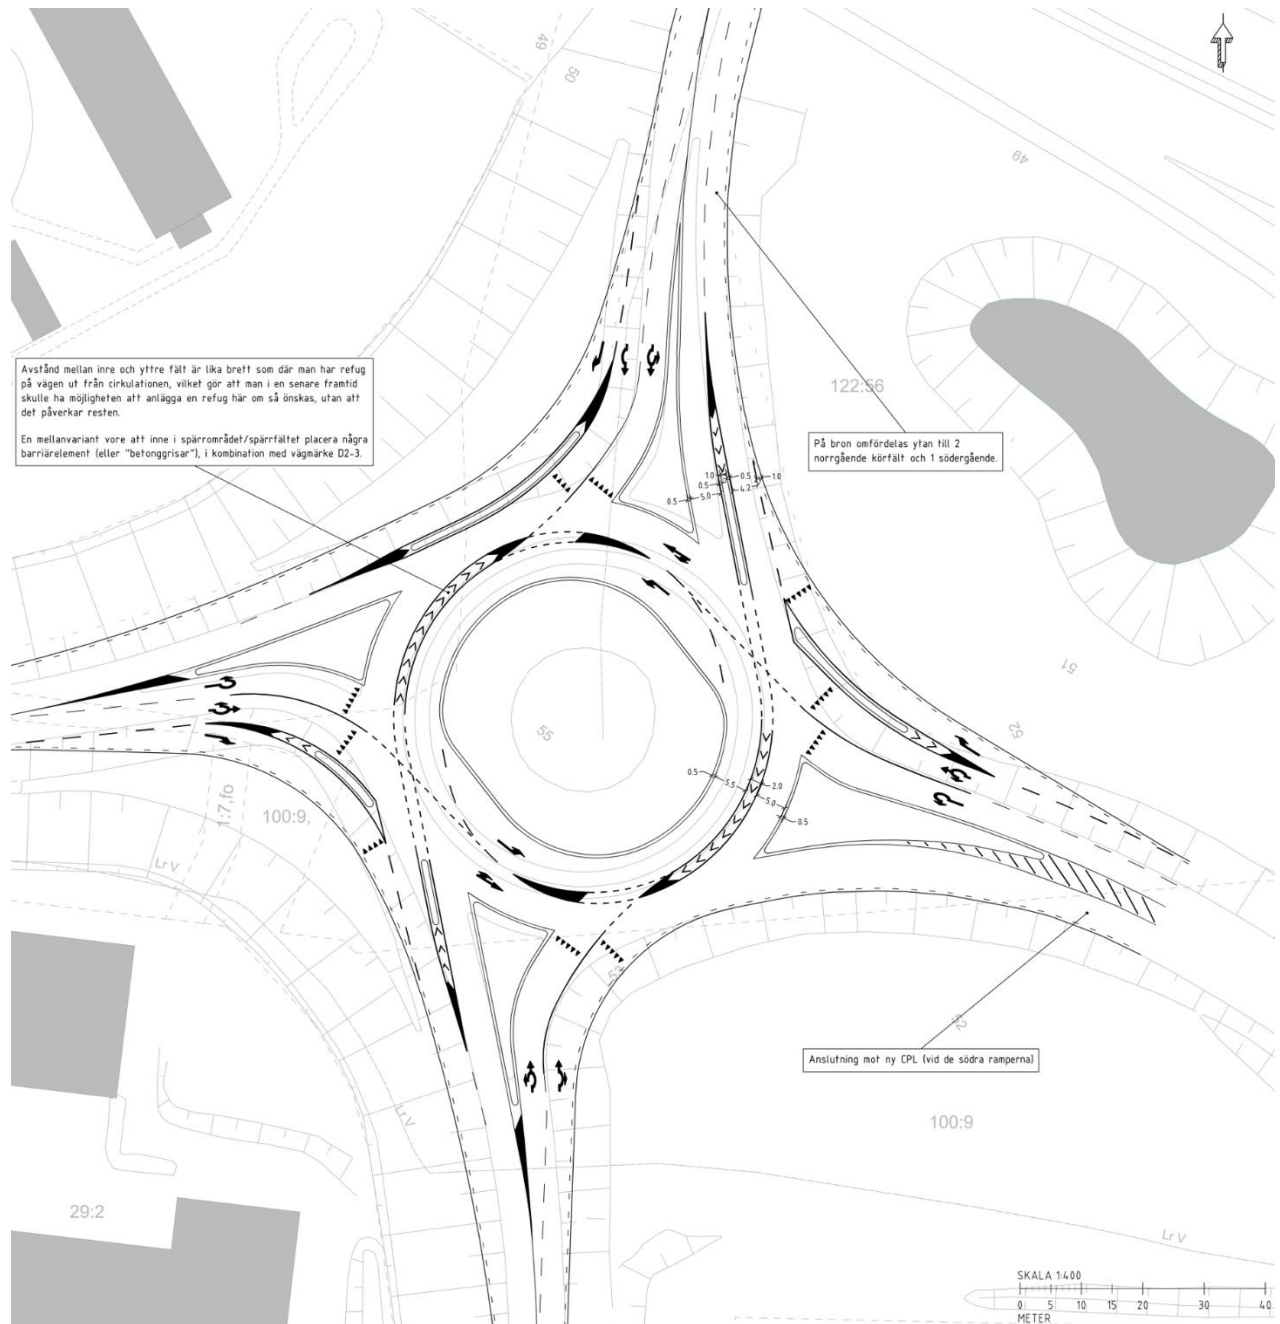 49
50
49
Avstånd mellan inre och yttre fält är lika brett som där man har refug
på vägen ut från cirkulationen, vilket gör att man i en senare framtid
skulle ha möjligheten att anlägga en refug här om så önskas, utan att
det påverkar resten.
En mellanvariant vore att inne i spärrområdet/spärrfältet placera några
barriärelement (eller "betonggrisar"), i kombination med vägmärke D2-3.
122:56
På bron omfördelas ytan till 2
norrgående körfält och 1 södergående.
1.0
0.5
1.0
0.5
4.2
0.5
5.0
51
52
55
0.5
5.5
2.0
5.0
0.5
1:7,fo
100:9,
Lr V
53
52
Anslutning mot ny CPL (vid de södra ramperna)
Lr V
100:9
29:2
Lr V
SKALA 1:400
0 5 10 15 20 30 40
METER